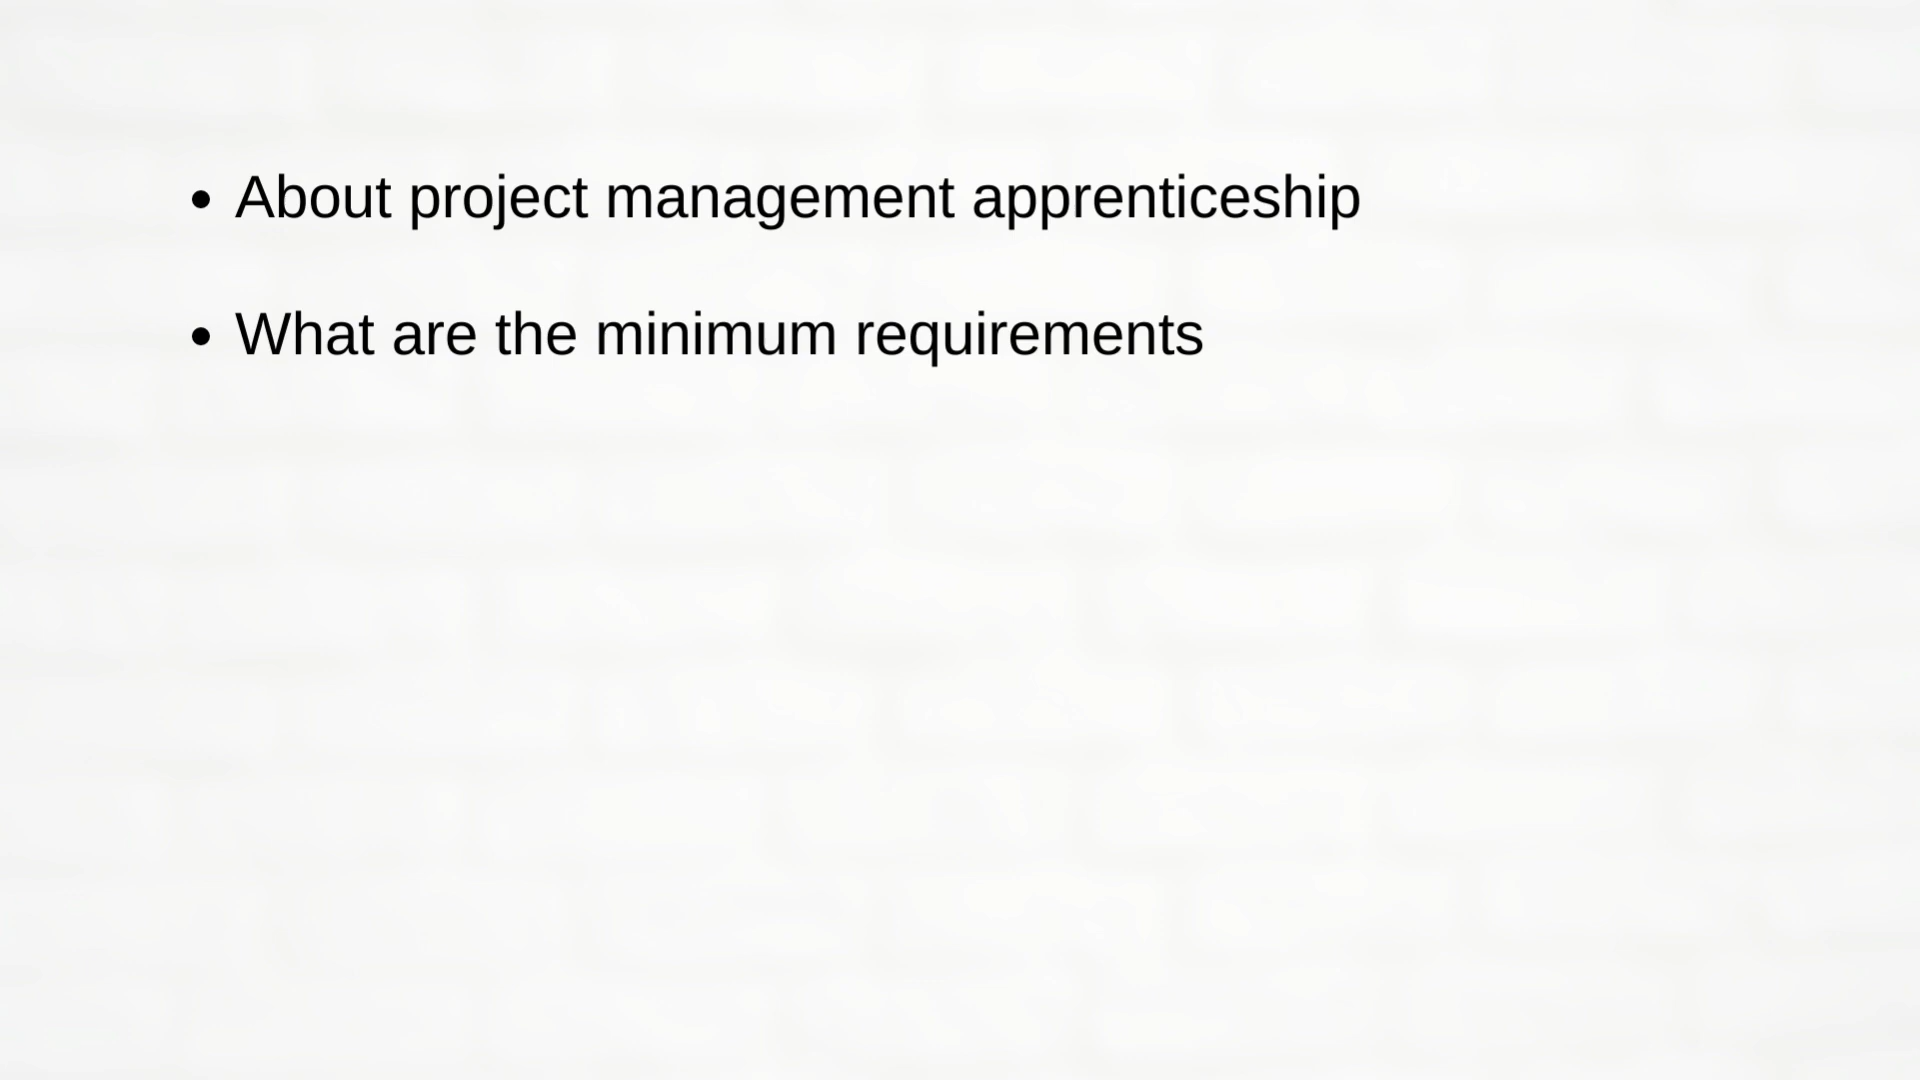 • About project management apprenticeship
• What are the minimum requirements